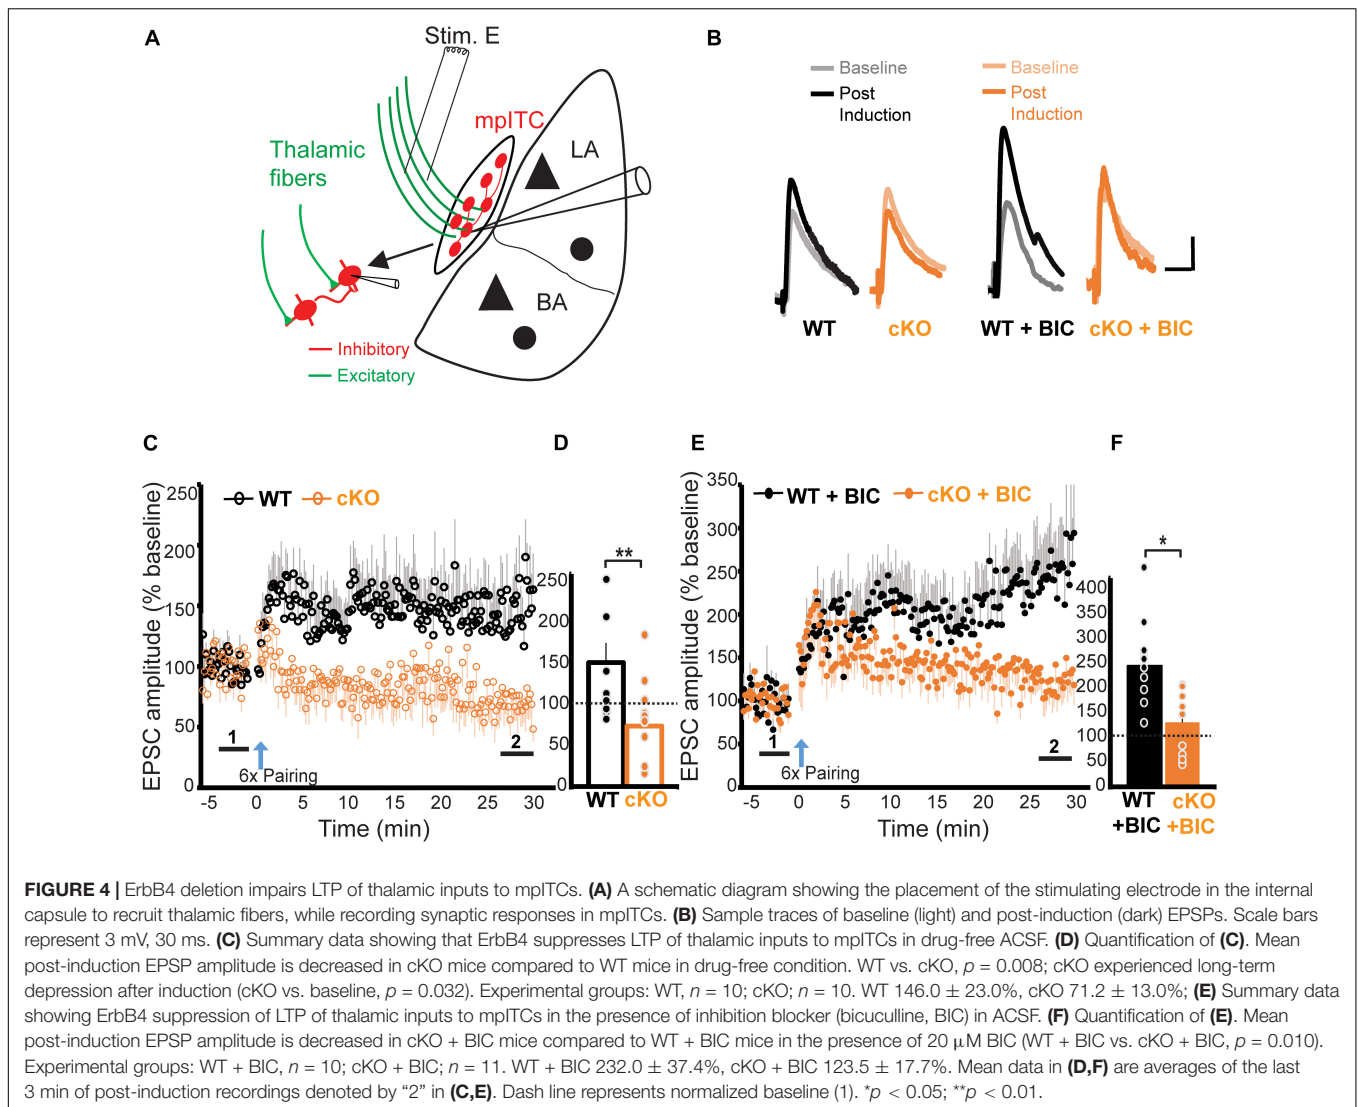 A
Stim. E
mpITC
LA
Thalamic
fibers
BA
Inhibitory
Excitatory
B
Baseline
Post
Induction
Baseline
Post
Induction
WT
cKO
WT + BIC
cKO + BIC
C
EPSC amplitude (% baseline)
250
200
150
100
50
0
WT
cKO
1
2
6x Pairing
-5 0 5 10 15 20 25 30
Time (min)
D
**
250
200
150
100
50
0
WT cKO
E
EPSC amplitude (% baseline)
350
300
250
200
150
100
50
0
WT + BIC
cKO + BIC
1
2
6x Pairing
-5 0 5 10 15 20 25 30
Time (min)
F
*
400
350
300
250
200
150
100
50
0
WT cKO
+BIC +BIC
FIGURE 4 | ErbB4 deletion impairs LTP of thalamic inputs to mpITCs. (A) A schematic diagram showing the placement of the stimulating electrode in the internal
capsule to recruit thalamic fibers, while recording synaptic responses in mpITCs. (B) Sample traces of baseline (light) and post-induction (dark) EPSPs. Scale bars
represent 3 mV, 30 ms. (C) Summary data showing that ErbB4 suppresses LTP of thalamic inputs to mpITCs in drug-free ACSF. (D) Quantification of (C). Mean
post-induction EPSP amplitude is decreased in cKO mice compared to WT mice in drug-free condition. WT vs. cKO, p = 0.008; cKO experienced long-term
depression after induction (cKO vs. baseline, p = 0.032). Experimental groups: WT, n = 10; cKO; n = 10. WT 146.0 ± 23.0%, cKO 71.2 ± 13.0%; (E) Summary data
showing ErbB4 suppression of LTP of thalamic inputs to mpITCs in the presence of inhibition blocker (bicuculline, BIC) in ACSF. (F) Quantification of (E). Mean
post-induction EPSP amplitude is decreased in cKO + BIC mice compared to WT + BIC mice in the presence of 20 μM BIC (WT + BIC vs. cKO + BIC, p = 0.010).
Experimental groups: WT + BIC, n = 10; cKO + BIC; n = 11. WT + BIC 232.0 ± 37.4%, cKO + BIC 123.5 ± 17.7%. Mean data in (D,F) are averages of the last
3 min of post-induction recordings denoted by “2” in (C,E). Dash line represents normalized baseline (1). *p < 0.05; **p < 0.01.